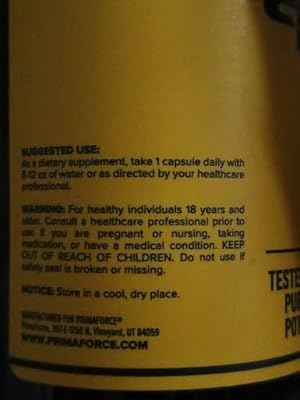 SUGGESTED USE:
As a dietary supplement, take 1 capsule daily with
8-12 oz of water or as directed by your healthcare
professional.
WARNING: For healthy individuals 18 years and
older. Consult a healthcare professional prior to
use if you are pregnant or nursing, taking
medication, or have a medical condition. KEEP
OUT OF REACH OF CHILDREN. Do not use if
safety seal is broken or missing.
NOTICE: Store in a cool, dry place.
MANUFACTURED FOR PRIMAFORCE®
PrimaForce, Vineyard, UT 84059
WWW.PRIMAFORCE.COM
TESTE
PU
POT